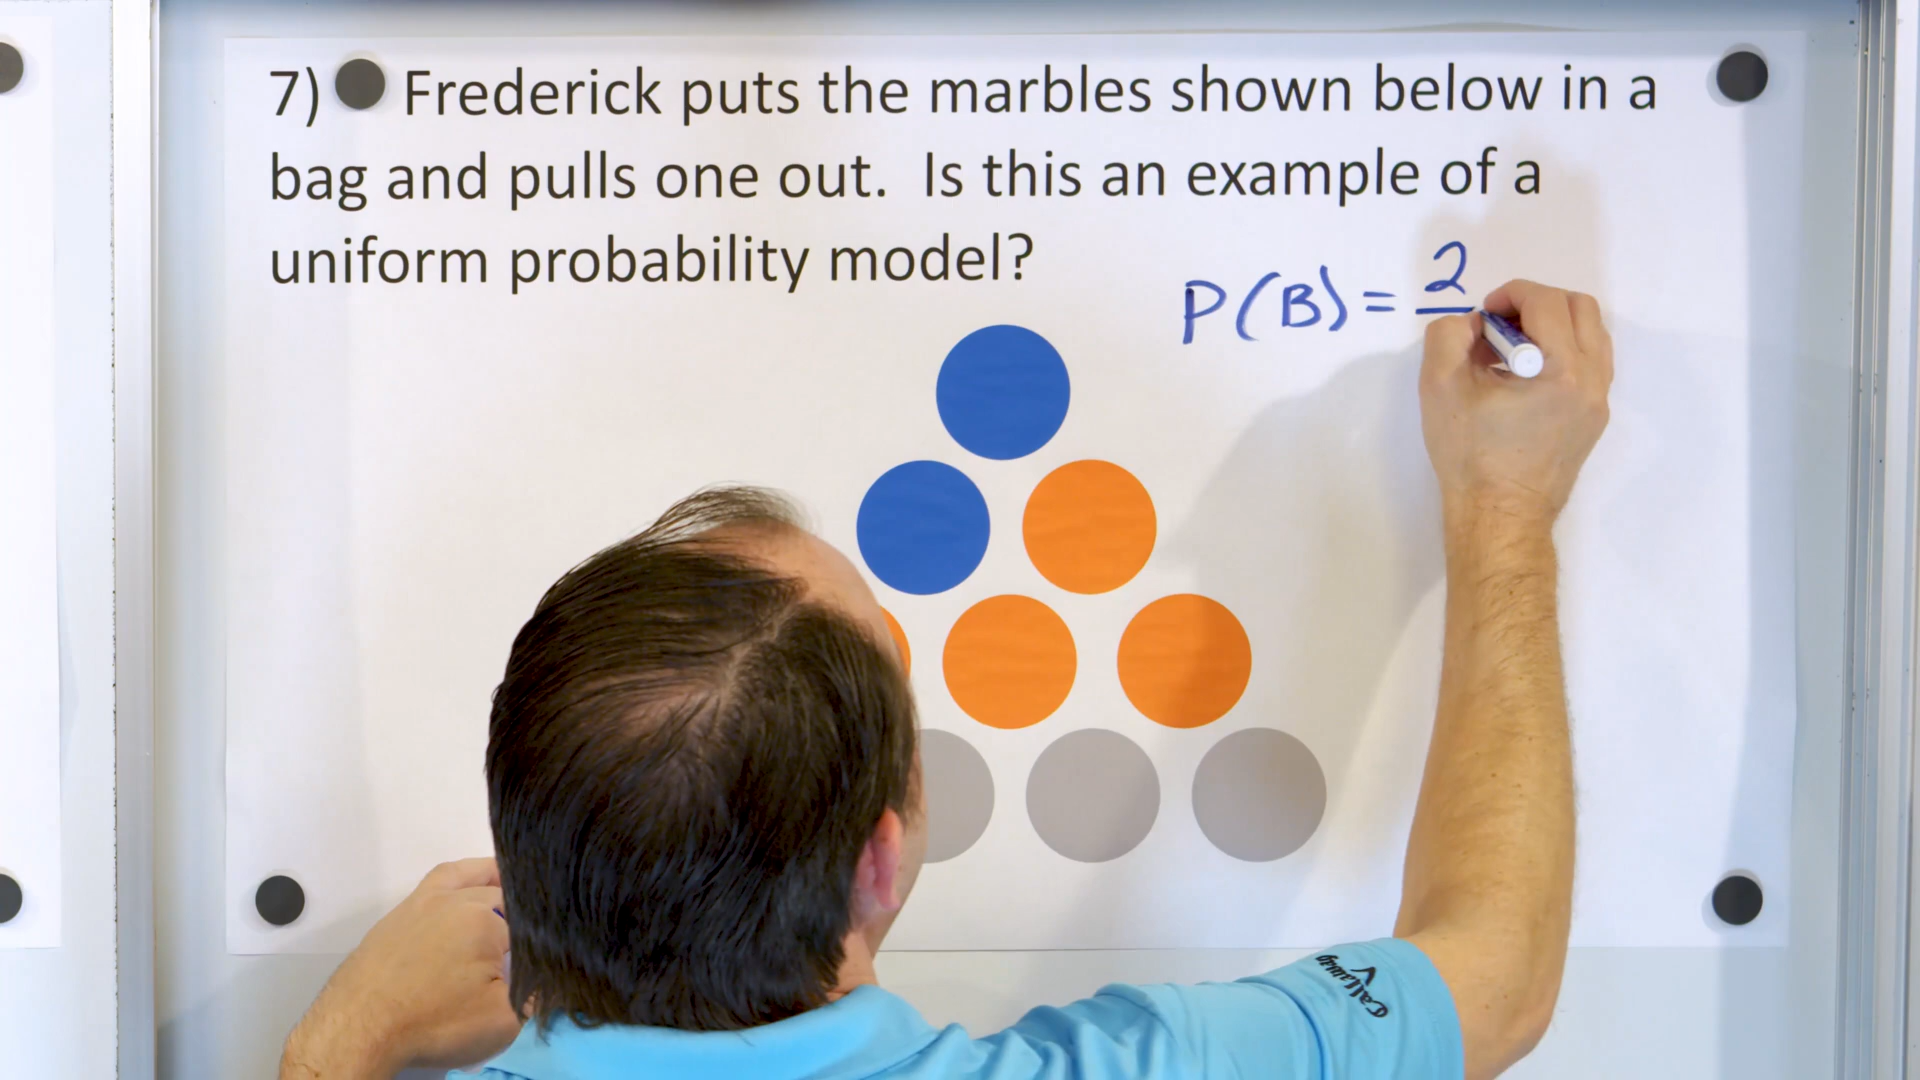 7) Frederick puts the marbles shown below in a
bag and pulls one out. Is this an example of a
uniform probability model?
P(B) = 2
Callaway